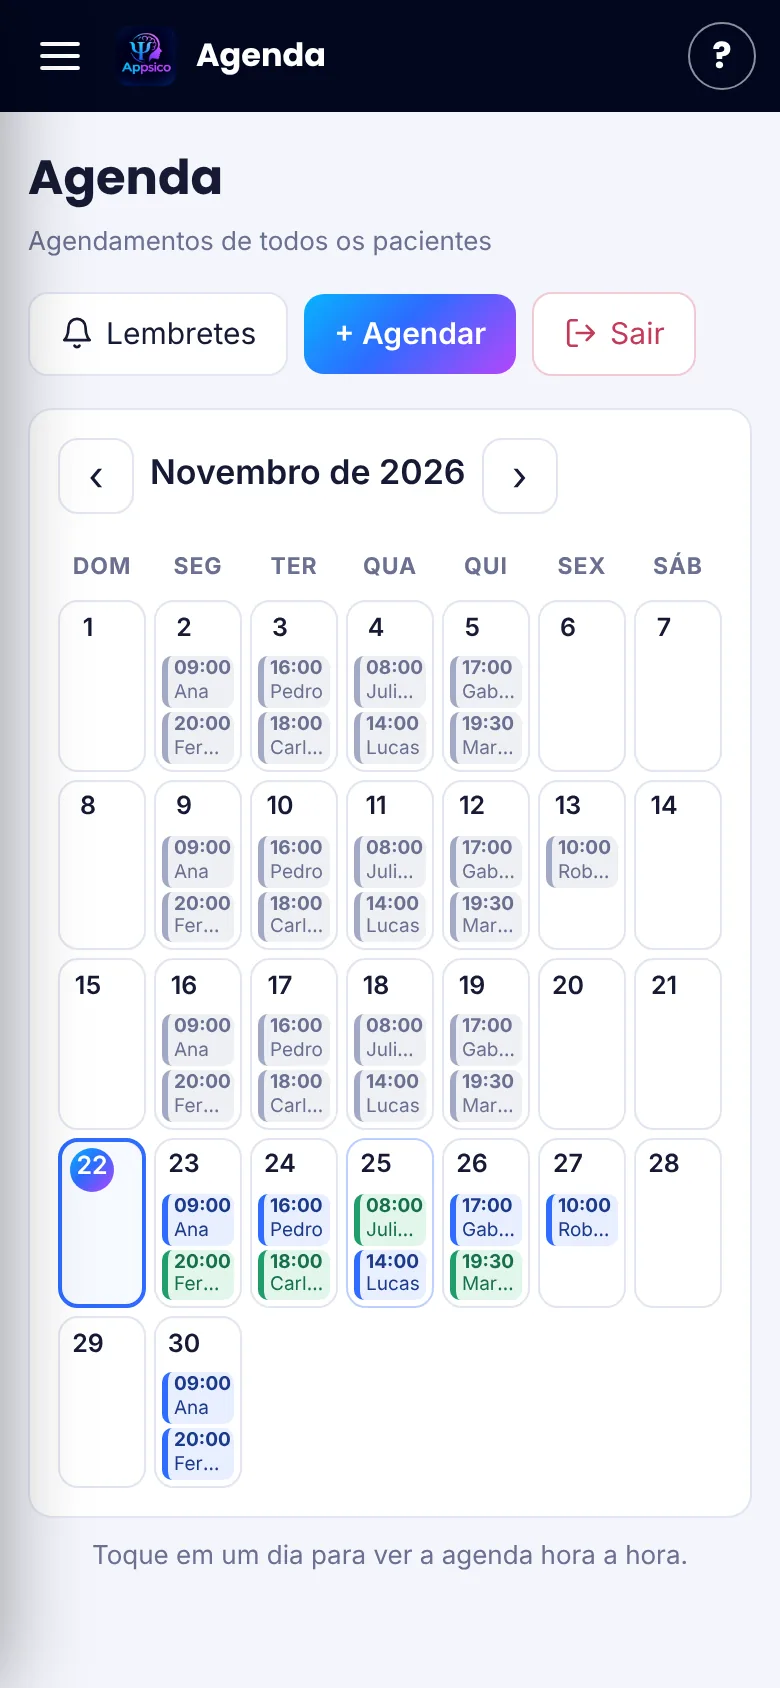 Appsico
Agenda
?
Agenda
Agendamentos de todos os pacientes
Lembretes
+ Agendar
Sair
‹
Novembro de 2026
›
DOM SEG TER QUA QUI SEX SÁB
1 2 3 4 5 6 7
09:00 16:00 08:00 17:00
Ana Pedro Juli... Gab...
20:00 18:00 14:00 19:30
Fer... Carl... Lucas Mar...
8 9 10 11 12 13 14
09:00 16:00 08:00 17:00 10:00
Ana Pedro Juli... Gab... Rob...
20:00 18:00 14:00 19:30
Fer... Carl... Lucas Mar...
15 16 17 18 19 20 21
09:00 16:00 08:00 17:00
Ana Pedro Juli... Gab...
20:00 18:00 14:00 19:30
Fer... Carl... Lucas Mar...
22 23 24 25 26 27 28
09:00 16:00 08:00 17:00 10:00
Ana Pedro Juli... Gab... Rob...
20:00 18:00 14:00 19:30
Fer... Carl... Lucas Mar...
29 30
09:00
Ana
20:00
Fer...
Toque em um dia para ver a agenda hora a hora.